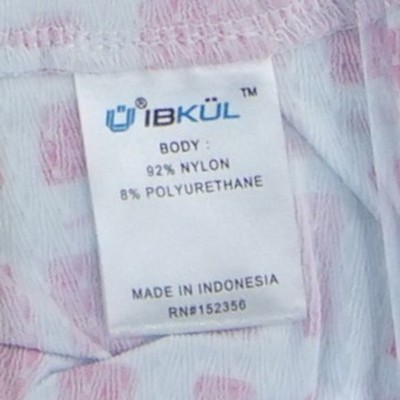 Ü® IBKÜL™
BODY :
92% NYLON
8% POLYURETHANE
MADE IN INDONESIA
RN#152356